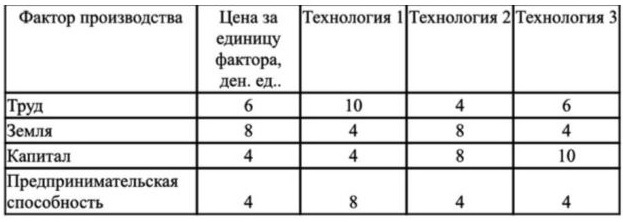 Фактор производства Цена за Технология 1 Технология 2 Технология 3
единицу
фактора,
ден. ед..
Труд 6 10 4 6
Земля 8 4 8 4
Капитал 4 4 8 10
Предпринимательская
способность 4 8 4 4